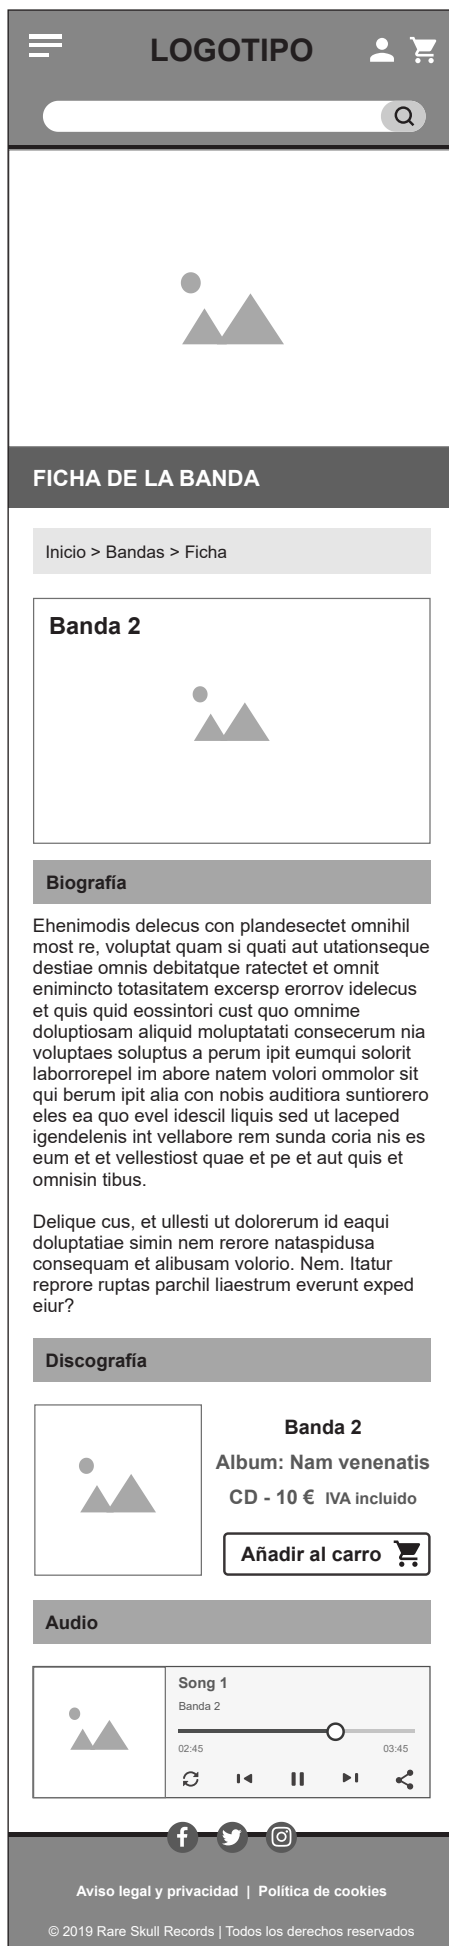 LOGOTIPO
FICHA DE LA BANDA
Inicio > Bandas > Ficha
Banda 2
Biografía
Ehenimodis delecus con plandesectet omnihil
most re, voluptat quam si quati aut utationseque
destiae omnis debitatque ratectet et omnit
enimincto totasitatem excersp erorrov idelecus
et quis quid eossintori cust quo omnime
doluptiosam aliquid moluptatati consecerum nia
voluptaes soluptus a perum ipit eumqui solorit
laborrorepel im abore natem volori ommolor sit
qui berum ipit alia con nobis auditiora suntiorero
eles ea quo evel idescil liquis sed ut laceped
igendelenis int vellabore rem sunda coria nis es
eum et et vellestiost quae et pe et aut quis et
omnisin tibus.
Delique cus, et ullesti ut dolorerum id eaqui
doluptatiae simin nem rerore nataspidusa
consequam et alibusam volorio. Nem. Itatur
reprore ruptas parchil liaestrum everunt exped
eiur?
Discografía
Banda 2
Album: Nam venenatis
CD - 10 € IVA incluido
Añadir al carro
Audio
Song 1
Banda 2
02:45 03:45
Aviso legal y privacidad | Política de cookies
© 2019 Rare Skull Records | Todos los derechos reservados